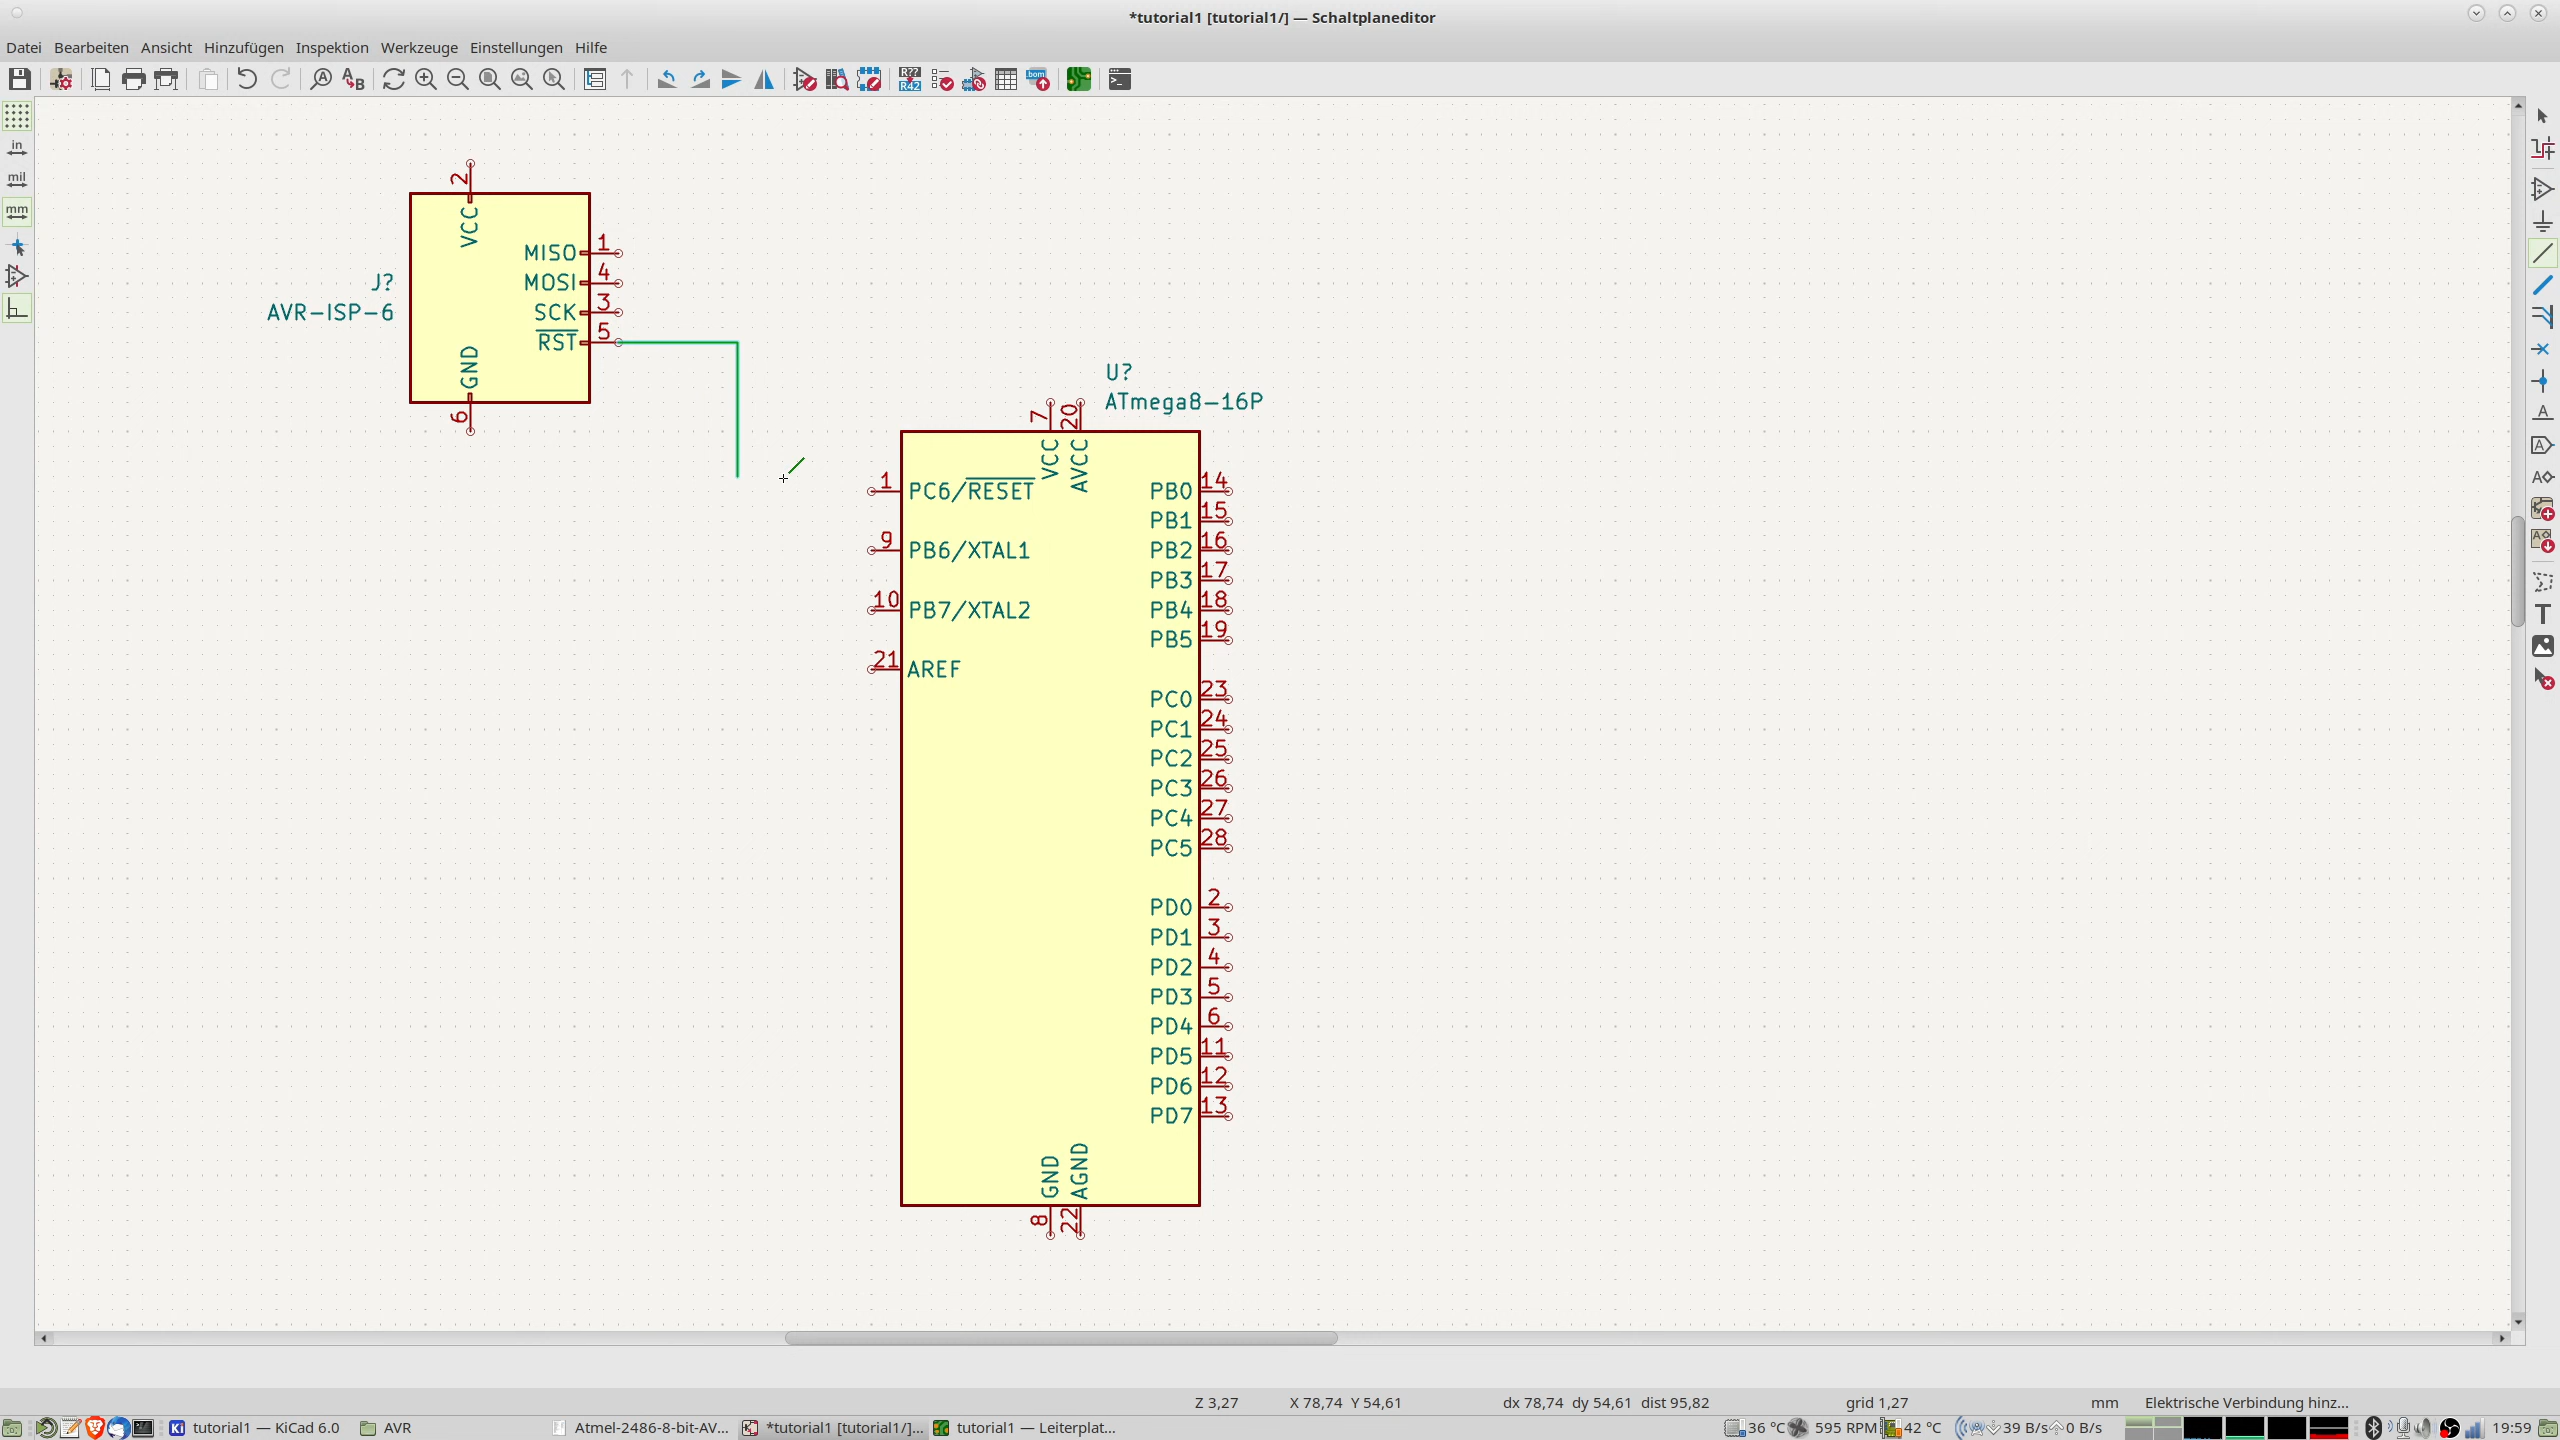 *tutorial1 [tutorial1/] — Schaltplaneditor
Datei Bearbeiten Ansicht Hinzufügen Inspektion Werkzeuge Einstellungen Hilfe
in
mil
mm
2
VCC
MISO 1
MOSI 4
SCK 3
RST 5
GND
6
J?
AVR-ISP-6
U?
ATmega8-16P
7 20
VCC AVCC
1 PC6/RESET
9 PB6/XTAL1
10 PB7/XTAL2
21 AREF
PB0 14
PB1 15
PB2 16
PB3 17
PB4 18
PB5 19
PC0 23
PC1 24
PC2 25
PC3 26
PC4 27
PC5 28
PD0 2
PD1 3
PD2 4
PD3 5
PD4 6
PD5 11
PD6 12
PD7 13
GND AGND
8 22
Z 3,27 X 78,74 Y 54,61 dx 78,74 dy 54,61 dist 95,82 grid 1,27 mm Elektrische Verbindung hinz...
tutorial1 — KiCad 6.0 AVR Atmel-2486-8-bit-AV... *tutorial1 [tutorial1/]... tutorial1 — Leiterplat... 36 °C 595 RPM 42 °C 39 B/s 0 B/s 19:59